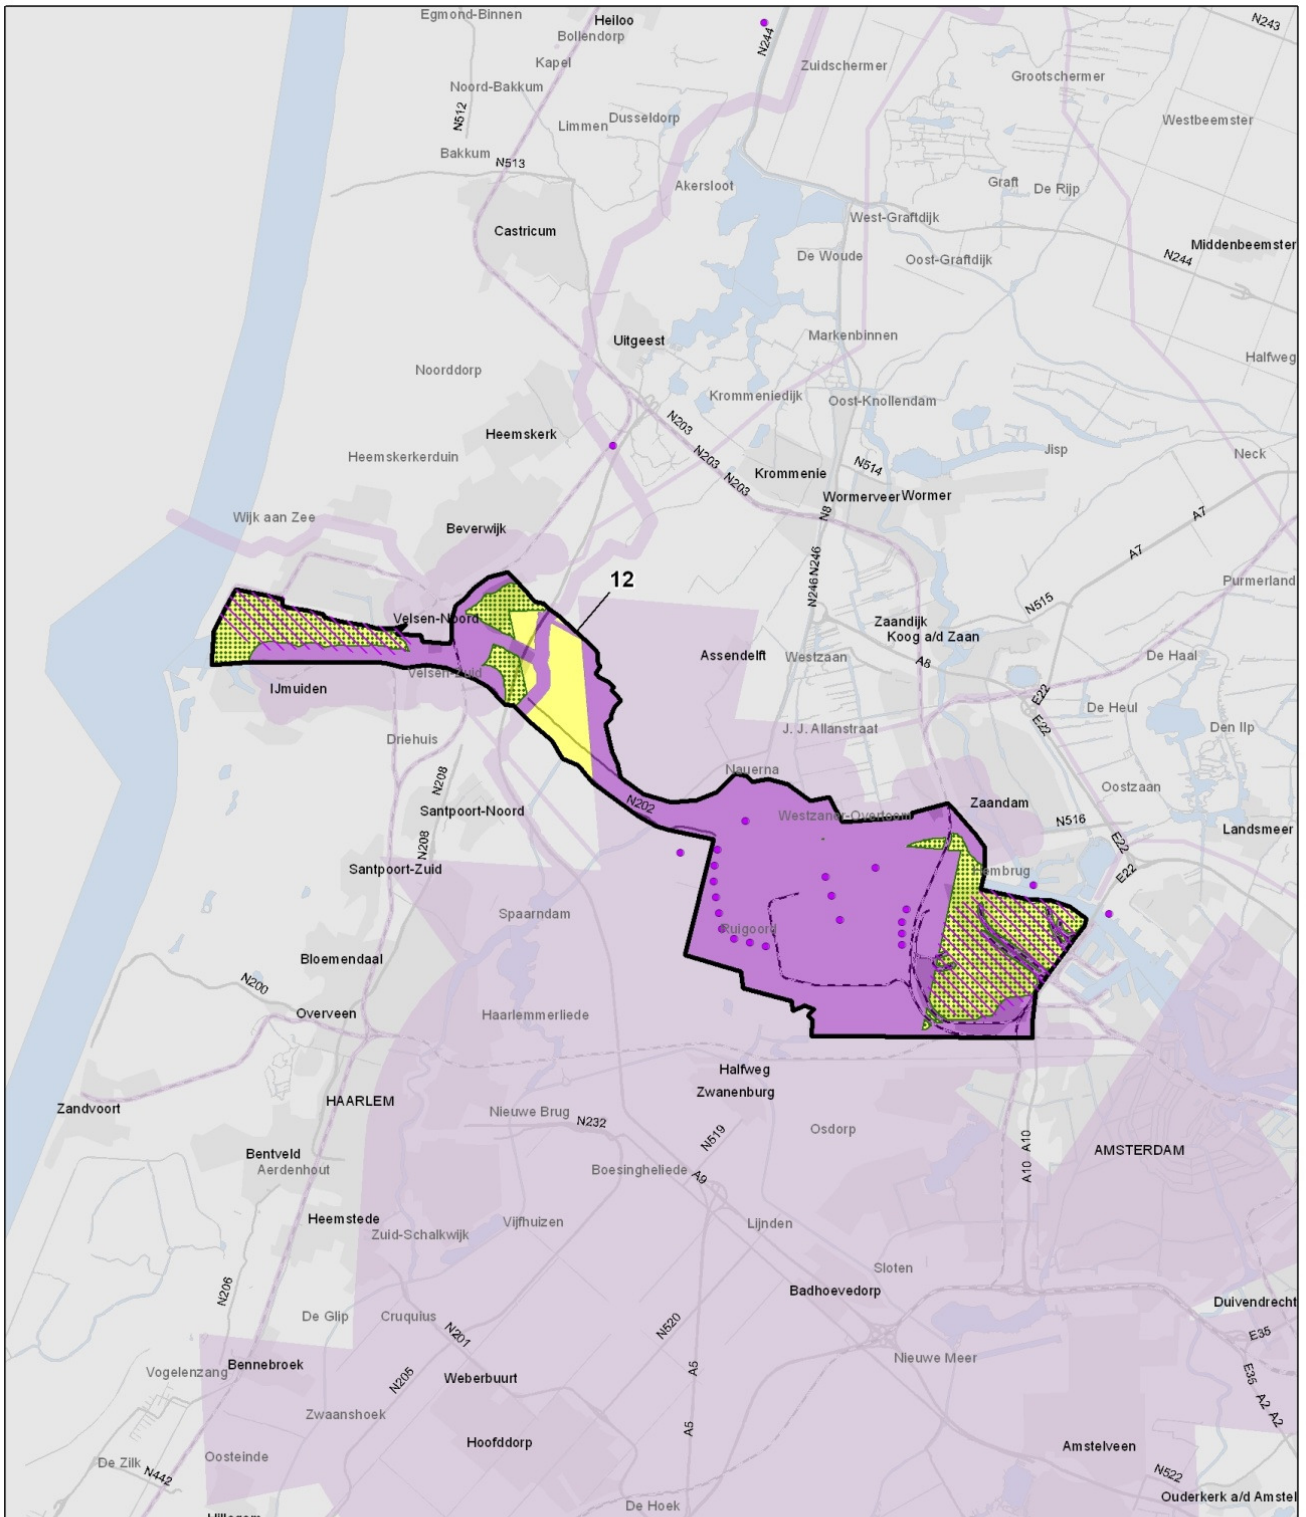 Egmond-Binnen
Heiloo
N243
Bollendorp
N244
Kapel
Zuidschermer
Grootschermer
Noord-Bakkum
N512
Limmen
Dusseldorp
Westbeemster
Bakkum
N513
Akersloot
Graft
De Rijp
West-Graftdijk
Castricum
Middenbeemster
De Woude
Oost-Graftdijk
N244
Uitgeest
Markenbinnen
Halfweg
Noorddorp
Krommeniedijk
Oost-Knollendam
N203
Heemskerk
Jisp
Neck
Heemskerkerduin
N203
N514
Krommenie
N203
WormerveerWormer
Wijk aan Zee
N8
A7
Beverwijk
A7
12
N246
N246
Purmerland
N515
Velsen-Noord
Zaandijk
Koog a/d Zaan
Assendelft
Westzaan
A8
De Haal
Velsen-Zuid
IJmuiden
E22
De Heul
E22
Den Ilp
J. J. Allanstraat
Driehuis
Nauerna
N208
Oostzaan
Santpoort-Noord
N202
Westzaner-Overtoom
Zaandam
N516
Landsmeer
N208
E22
Santpoort-Zuid
Hembrug
E22
Spaarndam
Ruigoord
Bloemendaal
N200
Overveen
Haarlemmerliede
Halfweg
Zwanenburg
HAARLEM
Zandvoort
Nieuwe Brug
N232
N519
Osdorp
A10
AMSTERDAM
Bentveld
Aerdenhout
Boesingheliede
A9
A10
Heemstede
Zuid-Schalkwijk
Vijfhuizen
Lijnden
Sloten
N206
Badhoevedorp
Duivendrecht
De Glip
Cruquius
N201
N520
E35
Nieuwe Meer
Bennebroek
Vogelenzang
N205
Weberbuurt
A5
E35
A2
A2
Zwaanshoek
A5
Hoofddorp
Amstelveen
De Zilk
N442
Oosteinde
N522
Ouderkerk a/d Amstel
De Hoek